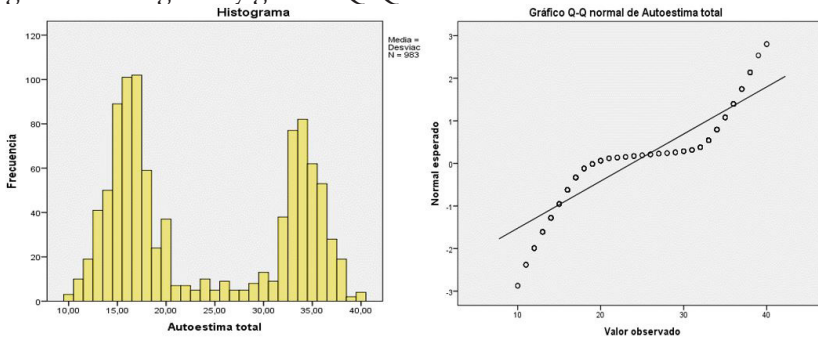 Histograma
Media =
Desviac
N = 983
Frecuencia
120
100
80
60
40
20
0
10,00 15,00 20,00 25,00 30,00 35,00 40,00
Autoestima total
Gráfico Q-Q normal de Autoestima total
Normal esperado
3
2
1
0
-1
-2
-3
10 20 30 40
Valor observado